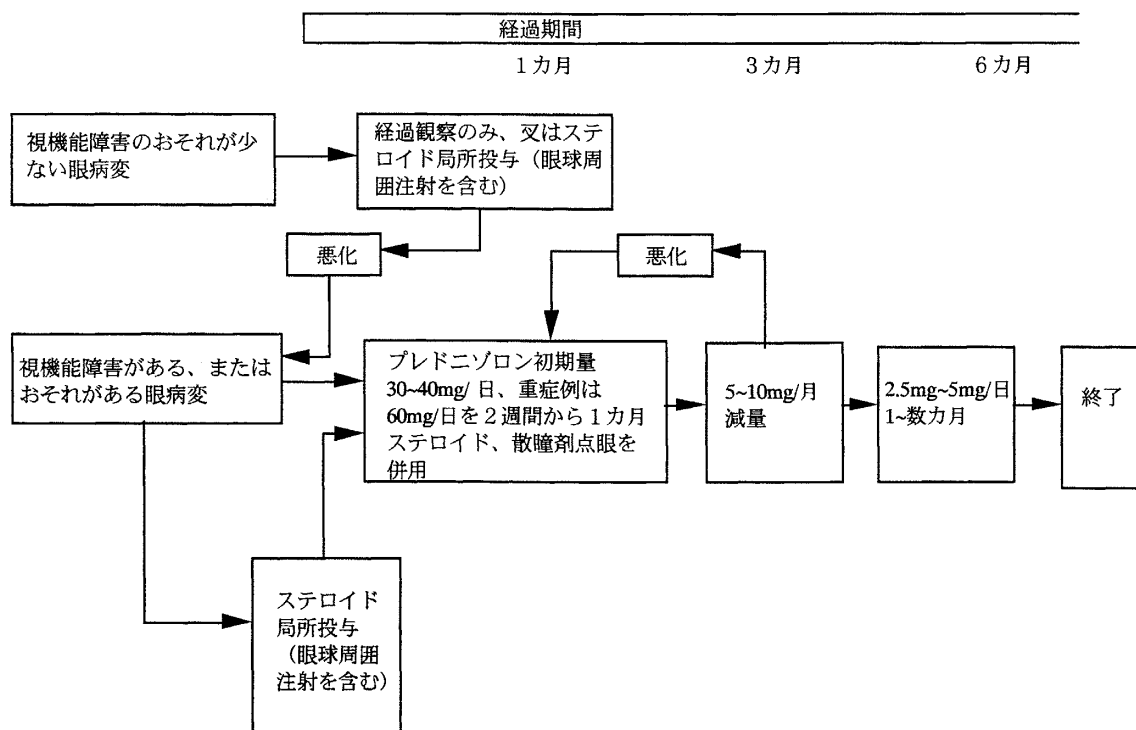 経過期間
1カ月
3カ月
6カ月
視機能障害のおそれが少
ない眼病変
経過観察のみ、叉はステ
ロイド局所投与（眼球周
囲注射を含む）
悪化
悪化
視機能障害がある、または
おそれがある眼病変
プレドニゾロン初期量
30~40mg/ 日、重症例は
60mg/日を２週間から１カ月
ステロイド、散瞳剤点眼を
併用
5~10mg/月
減量
2.5mg~5mg/日
1~数カ月
終了
ステロイド
局所投与
（眼球周囲
注射を含む）